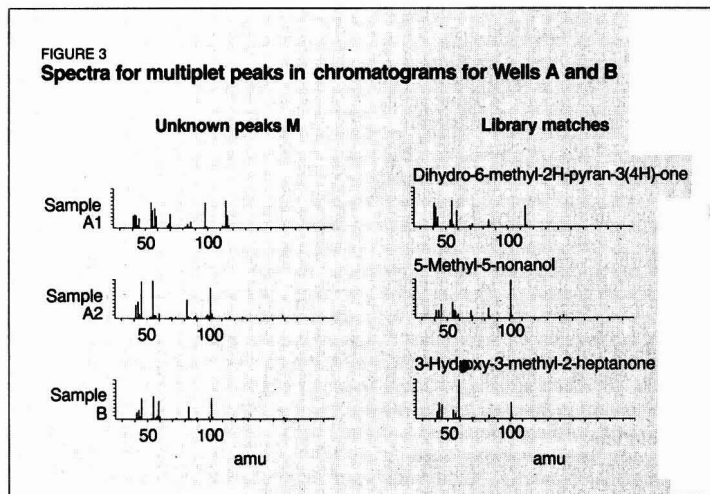 FIGURE 3
Spectra for multiplet peaks in chromatograms for Wells A and B
Unknown peaks M
Library matches
Dihydro-6-methyl-2H-pyran-3(4H)-one
Sample
A1
50 100
50 100
5-Methyl-5-nonanol
Sample
A2
50 100
50 100
3-Hydroxy-3-methyl-2-heptanone
Sample
B
50 100
50 100
amu
amu